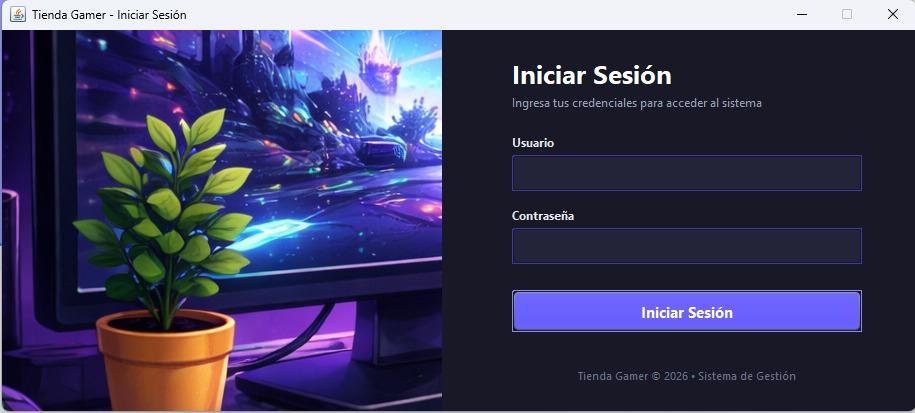 Tienda Gamer - Iniciar Sesión
Iniciar Sesión
Ingresa tus credenciales para acceder al sistema
Usuario
Contraseña
Iniciar Sesión
Tienda Gamer © 2026 • Sistema de Gestión